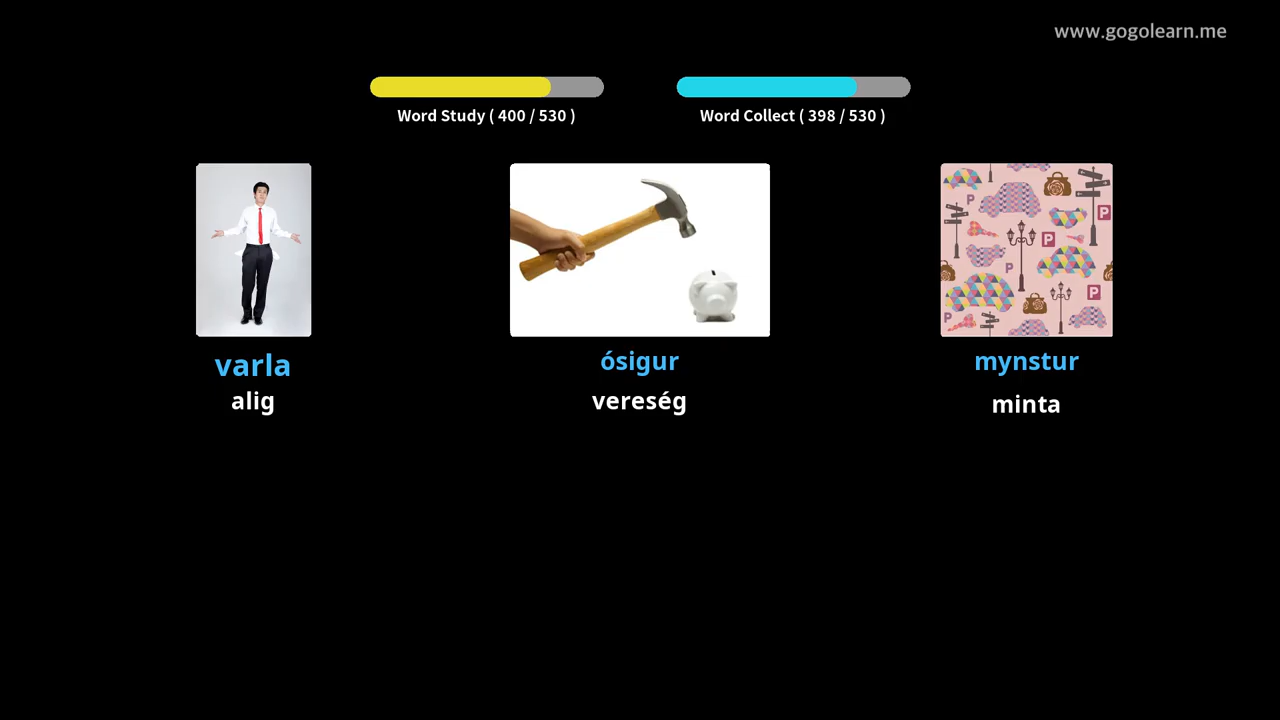 www.gogolearn.me
Word Study ( 400 / 530 )
Word Collect ( 398 / 530 )
P
P
P
P
P
P
varla
ósigur
mynstur
alig
vereség
minta